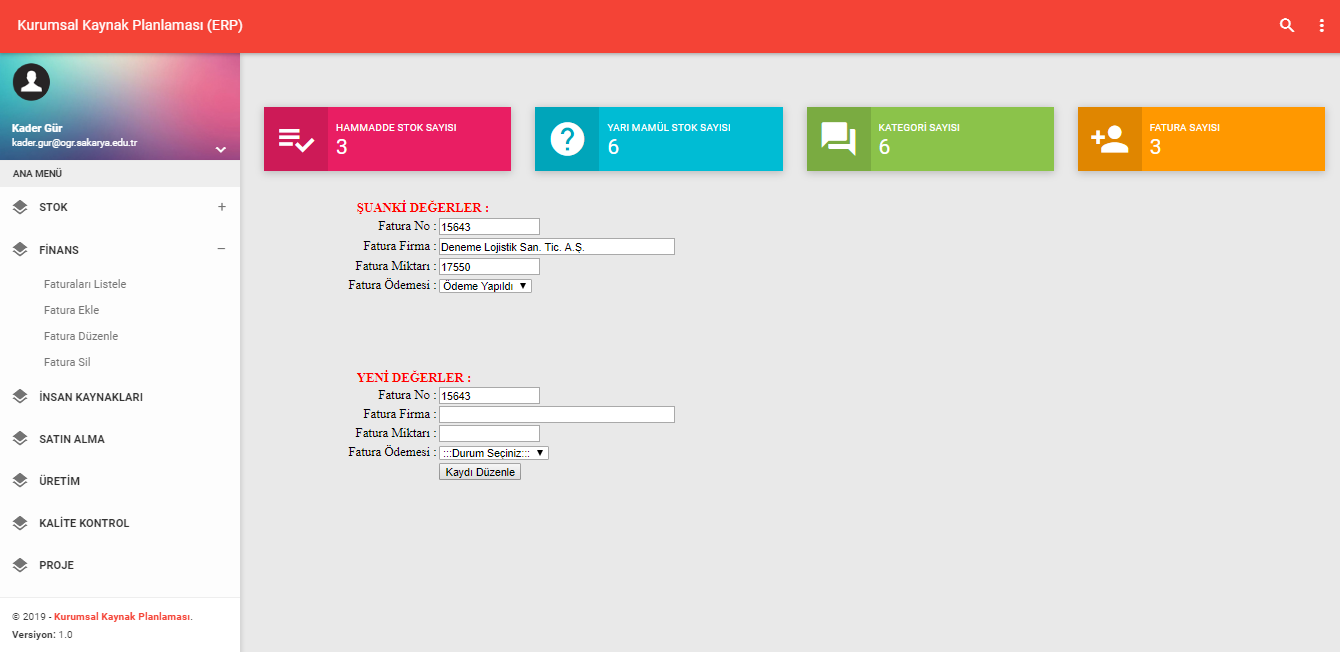 Kurumsal Kaynak Planlaması (ERP)
Kader Gür
kader.gur@ogr.sakarya.edu.tr
ANA MENÜ
STOK +
FİNANS −
Faturaları Listele
Fatura Ekle
Fatura Düzenle
Fatura Sil
İNSAN KAYNAKLARI
SATIN ALMA
ÜRETİM
KALİTE KONTROL
PROJE
© 2019 - Kurumsal Kaynak Planlaması.
Versiyon: 1.0
HAMMADDE STOK SAYISI
3
YARI MAMÜL STOK SAYISI
6
KATEGORİ SAYISI
6
FATURA SAYISI
3
ŞUANKİ DEĞERLER :
Fatura No : 15643
Fatura Firma : Deneme Lojistik San. Tic. A.Ş.
Fatura Miktarı : 17550
Fatura Ödemesi : Ödeme Yapıldı
YENİ DEĞERLER :
Fatura No : 15643
Fatura Firma :
Fatura Miktarı :
Fatura Ödemesi : :::Durum Seçiniz:::
Kaydı Düzenle